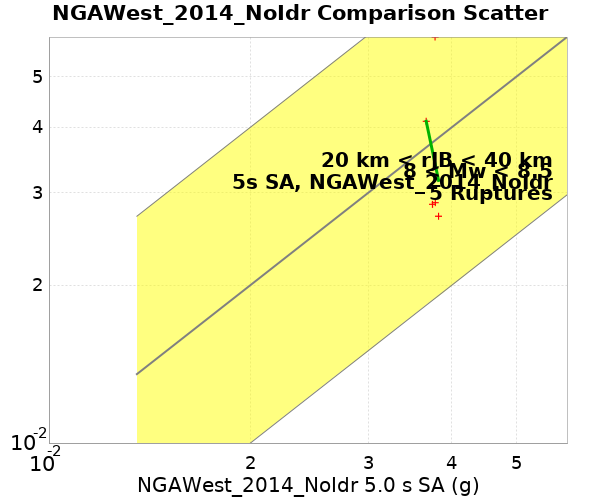 NGAWest_2014_NoIdr Comparison Scatter
5
4
20 km < rJB < 40 km
8 < Mw < 8.5
5s SA, NGAWest_2014_NoIdr
5 Ruptures
3
2
10^-2
10^-2
2
3
4
5
NGAWest_2014_NoIdr 5.0 s SA (g)